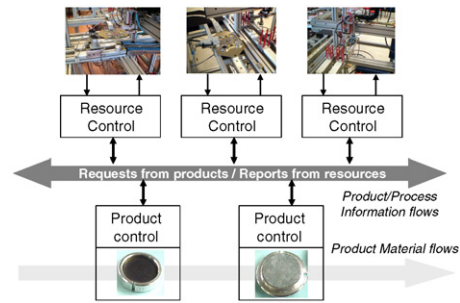 Resource
Control
Resource
Control
Resource
Control
Requests from products / Reports from resources
Product/Process
Information flows
Product
control
Product
control
Product Material flows